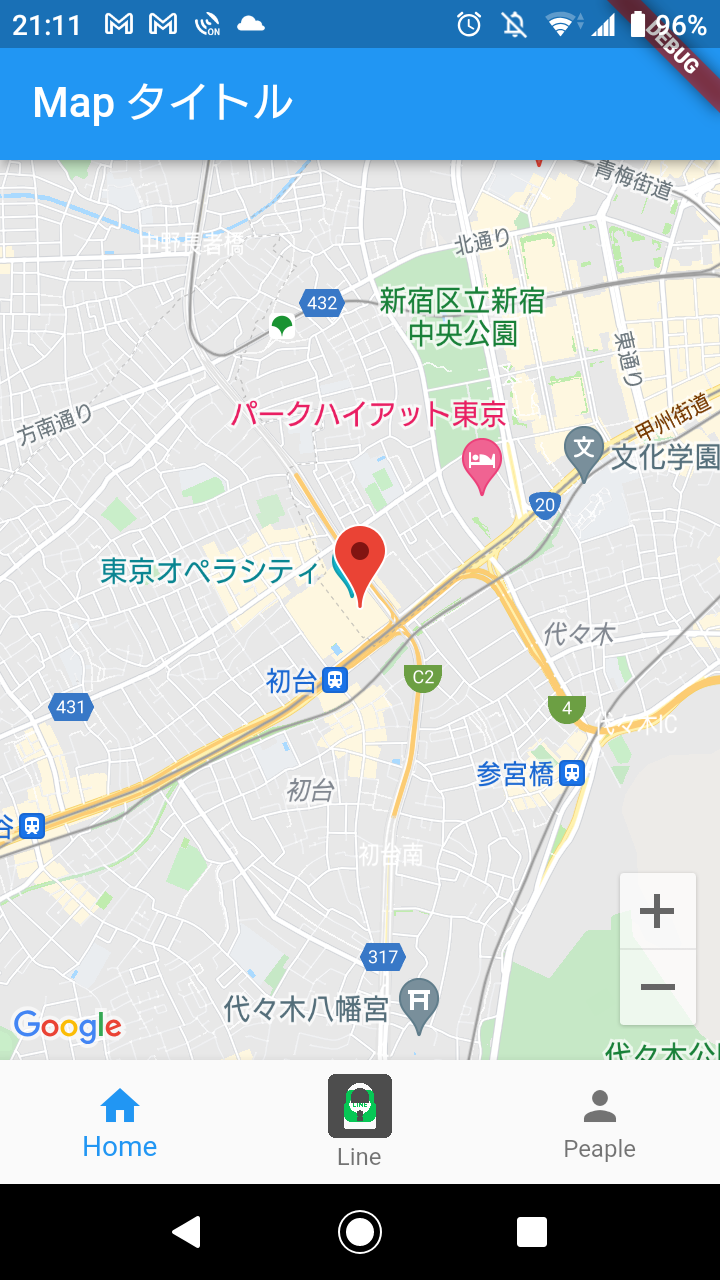 21:11
ON
96%
DEBUG
Map タイトル
青梅街道
中野長者橋
北通り
432
新宿区立新宿
中央公園
東通り
方南通り
甲州街道
パークハイアット東京
文
文化学園
20
東京オペラシティ
代々木
初台
C2
431
4
代々木IC
参宮橋
初台
谷
初台南
317
代々木八幡宮
Google
代々木公
Home
LINE
Line
Peaple